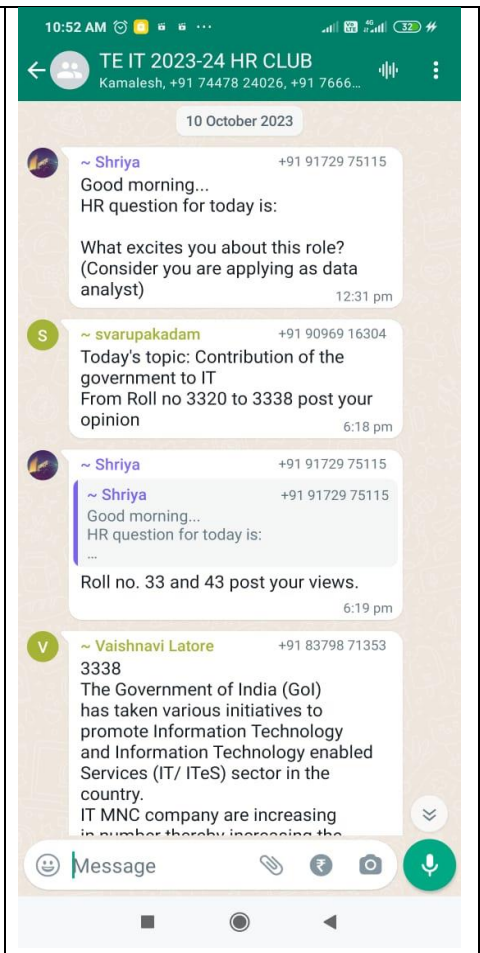 10:52 AM
4G
32
TE IT 2023-24 HR CLUB
Kamalesh, +91 74478 24026, +91 7666...
10 October 2023
~ Shriya +91 91729 75115
Good morning...
HR question for today is:
What excites you about this role?
(Consider you are applying as data
analyst)
12:31 pm
S
~ svarupakadam +91 90969 16304
Today's topic: Contribution of the
government to IT
From Roll no 3320 to 3338 post your
opinion
6:18 pm
~ Shriya +91 91729 75115
~ Shriya +91 91729 75115
Good morning...
HR question for today is:
...
Roll no. 33 and 43 post your views.
6:19 pm
V
~ Vaishnavi Latore +91 83798 71353
3338
The Government of India (GoI)
has taken various initiatives to
promote Information Technology
and Information Technology enabled
Services (IT/ ITeS) sector in the
country.
IT MNC company are increasing
in number thereby increasing the
Message
₹